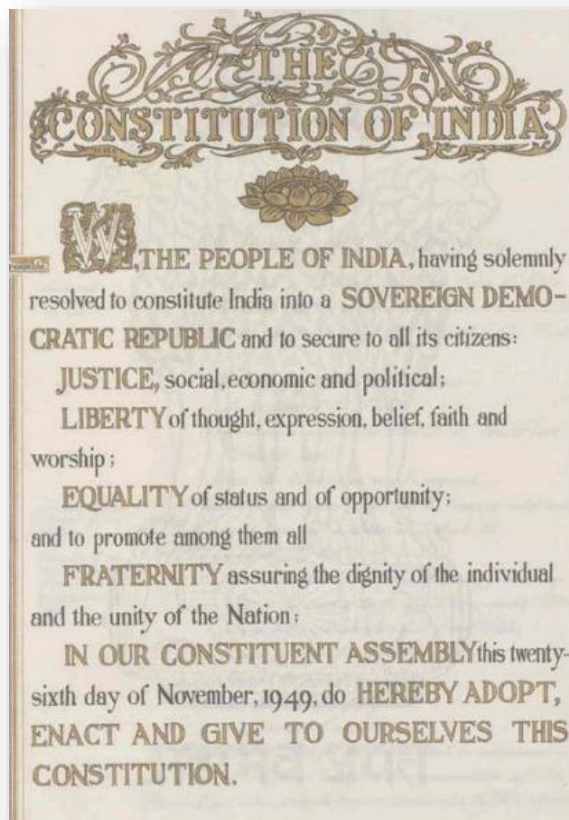 THE
CONSTITUTION OF INDIA
WE, THE PEOPLE OF INDIA, having solemnly
resolved to constitute India into a SOVEREIGN DEMO-
CRATIC REPUBLIC and to secure to all its citizens:
JUSTICE, social, economic and political;
LIBERTY of thought, expression, belief, faith and
worship;
EQUALITY of status and of opportunity;
and to promote among them all
FRATERNITY assuring the dignity of the individual
and the unity of the Nation;
IN OUR CONSTITUENT ASSEMBLY this twenty-
sixth day of November, 1949, do HEREBY ADOPT,
ENACT AND GIVE TO OURSELVES THIS
CONSTITUTION.